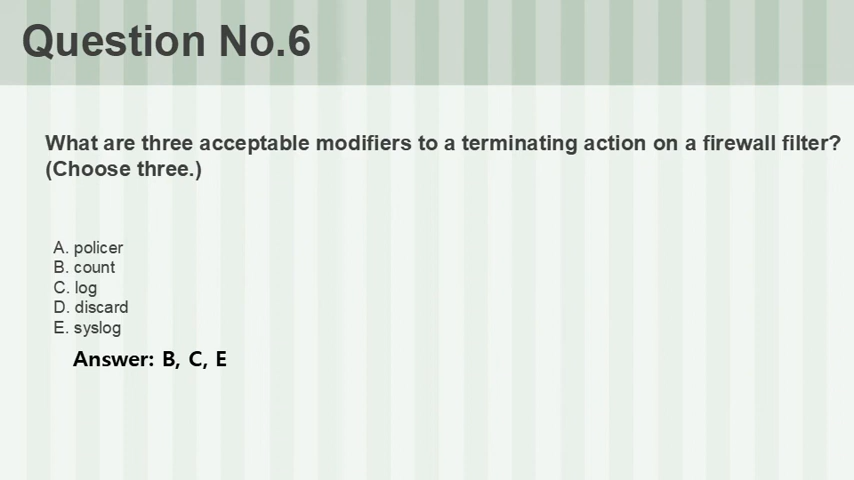 Question No.6
What are three acceptable modifiers to a terminating action on a firewall filter?
(Choose three.)
A. policer
B. count
C. log
D. discard
E. syslog
Answer: B, C, E